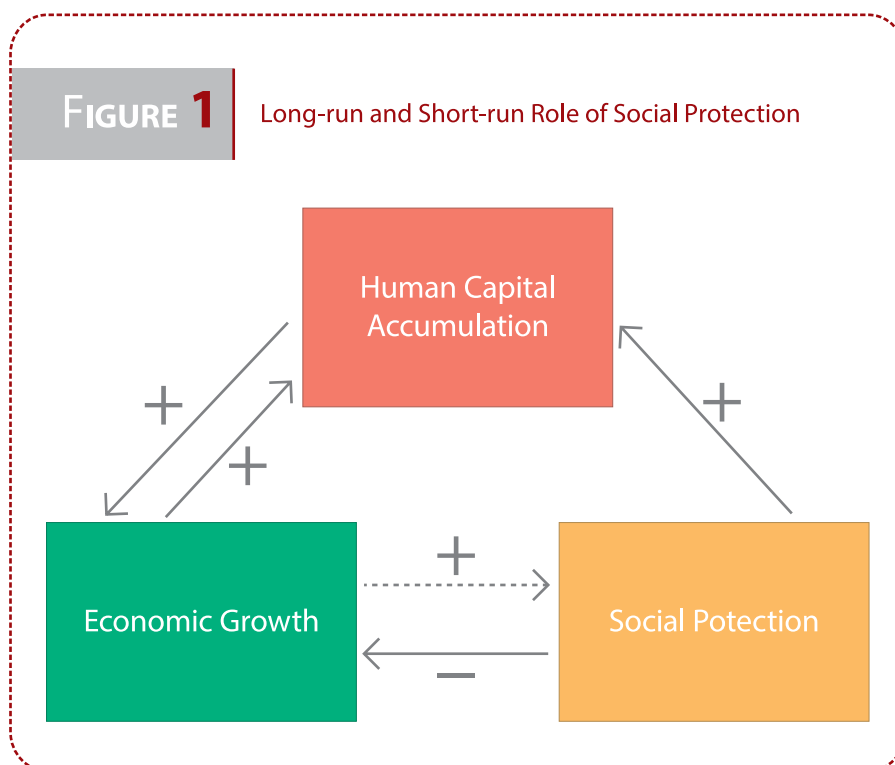 FIGURE 1
Long-run and Short-run Role of Social Protection
Human Capital
Accumulation
+
+
+
+
Economic Growth
Social Potection
−